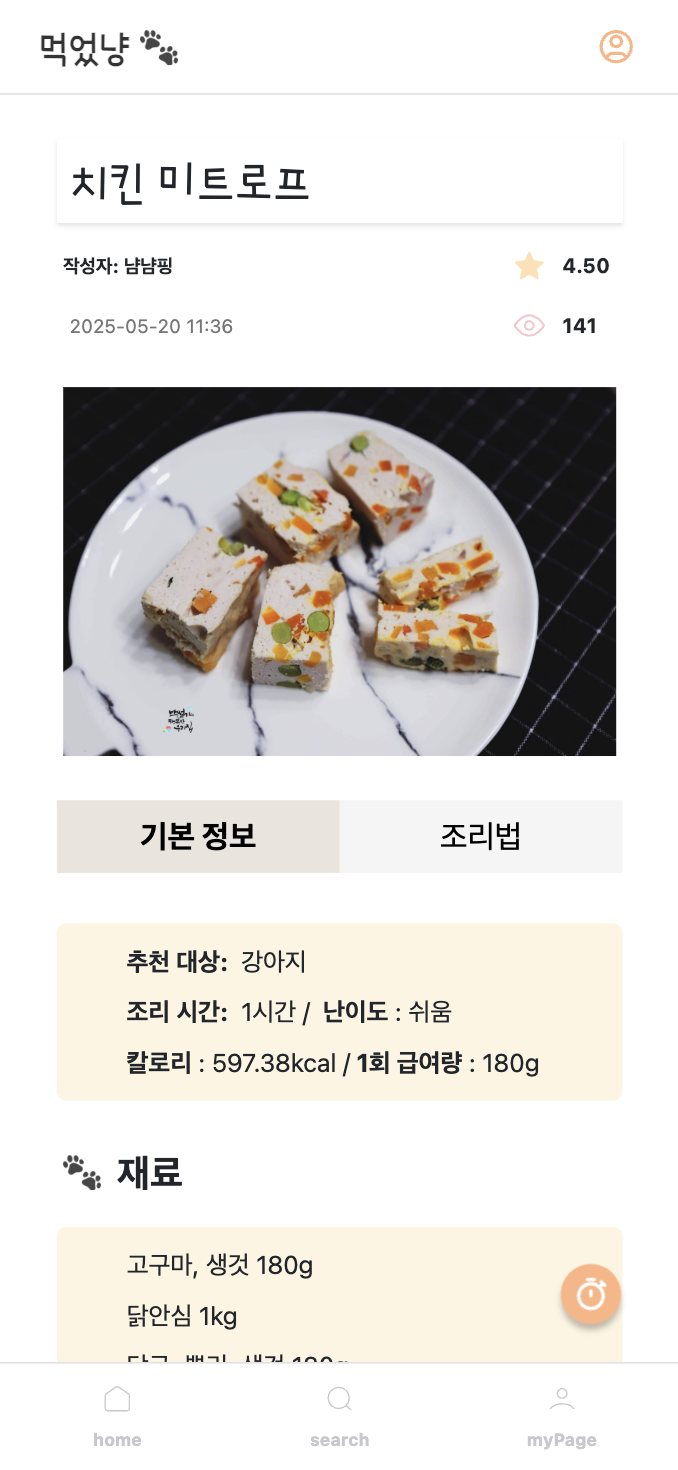 먹었냥
치킨 미트로프
작성자: 냠냠핑
4.50
2025-05-20 11:36
141
기본 정보
조리법
추천 대상: 강아지
조리 시간: 1시간 / 난이도 : 쉬움
칼로리 : 597.38kcal / 1회 급여량 : 180g
재료
고구마, 생것 180g
닭안심 1kg
home
search
myPage